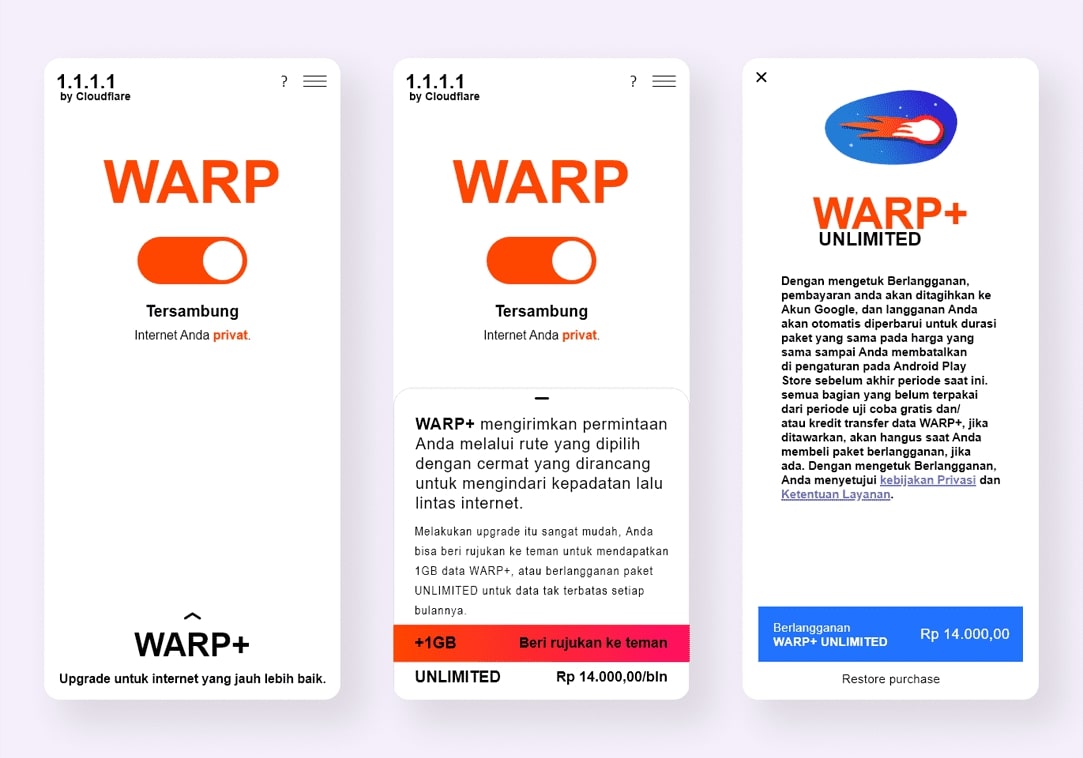 1.1.1.1
by Cloudflare
?
WARP
Tersambung
Internet Anda privat.
WARP+
Upgrade untuk internet yang jauh lebih baik.
1.1.1.1
by Cloudflare
?
WARP
Tersambung
Internet Anda privat.
WARP+ mengirimkan permintaan
Anda melalui rute yang dipilih
dengan cermat yang dirancang
untuk mengindari kepadatan lalu
lintas internet.
Melakukan upgrade itu sangat mudah, Anda
bisa beri rujukan ke teman untuk mendapatkan
1GB data WARP+, atau berlangganan paket
UNLIMITED untuk data tak terbatas setiap
bulannya.
+1GB Beri rujukan ke teman
UNLIMITED Rp 14.000,00/bln
WARP+
UNLIMITED
Dengan mengetuk Berlangganan,
pembayaran anda akan ditagihkan ke
Akun Google, dan langganan Anda
akan otomatis diperbarui untuk durasi
paket yang sama pada harga yang
sama sampai Anda membatalkan
di pengaturan pada Android Play
Store sebelum akhir periode saat ini.
semua bagian yang belum terpakai
dari periode uji coba gratis dan/
atau kredit transfer data WARP+, jika
ditawarkan, akan hangus saat Anda
membeli paket berlangganan, jika
ada. Dengan mengetuk Berlangganan,
Anda menyetujui kebijakan Privasi dan
Ketentuan Layanan.
Berlangganan
WARP+ UNLIMITED
Rp 14.000,00
Restore purchase